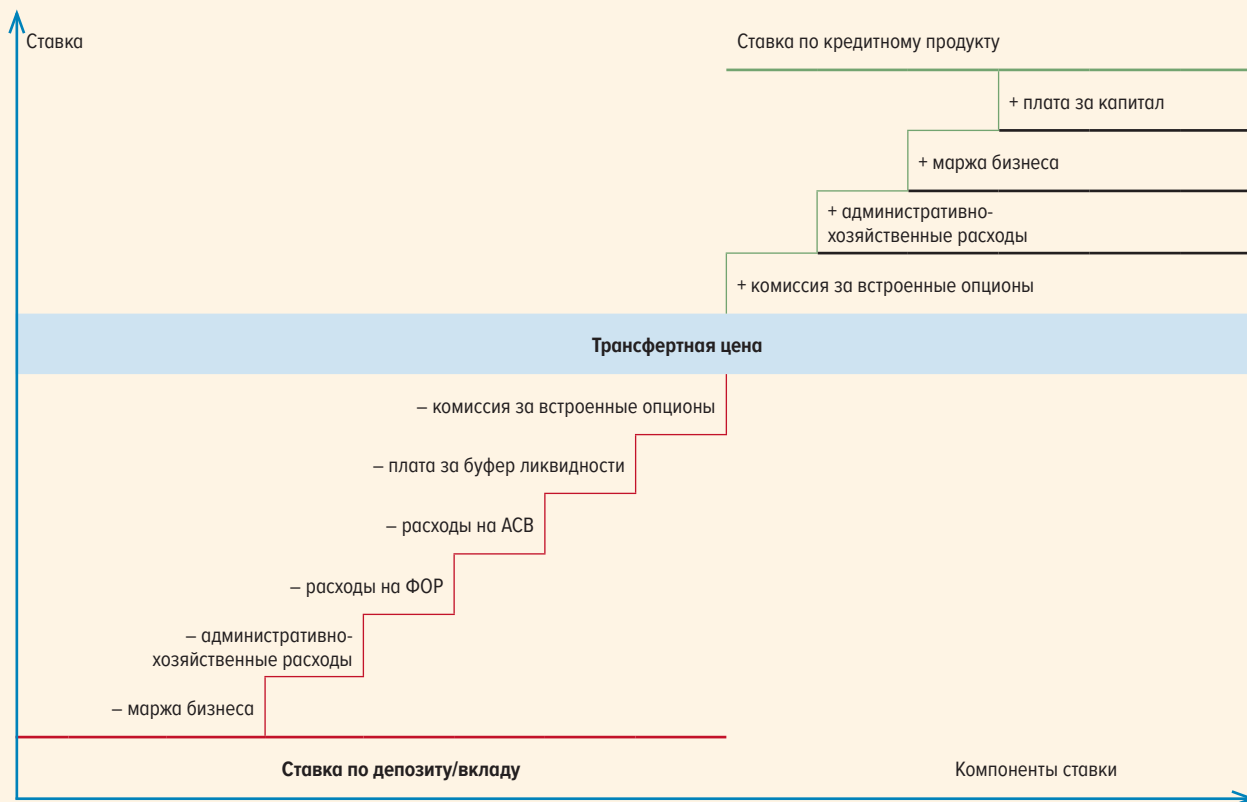 Ставка
Ставка по кредитному продукту
+ плата за капитал
+ маржа бизнеса
+ административно-
хозяйственные расходы
+ комиссия за встроенные опционы
Трансфертная цена
– комиссия за встроенные опционы
– плата за буфер ликвидности
– расходы на АСВ
– расходы на ФОР
– административно-
хозяйственные расходы
– маржа бизнеса
Ставка по депозиту/вкладу
Компоненты ставки